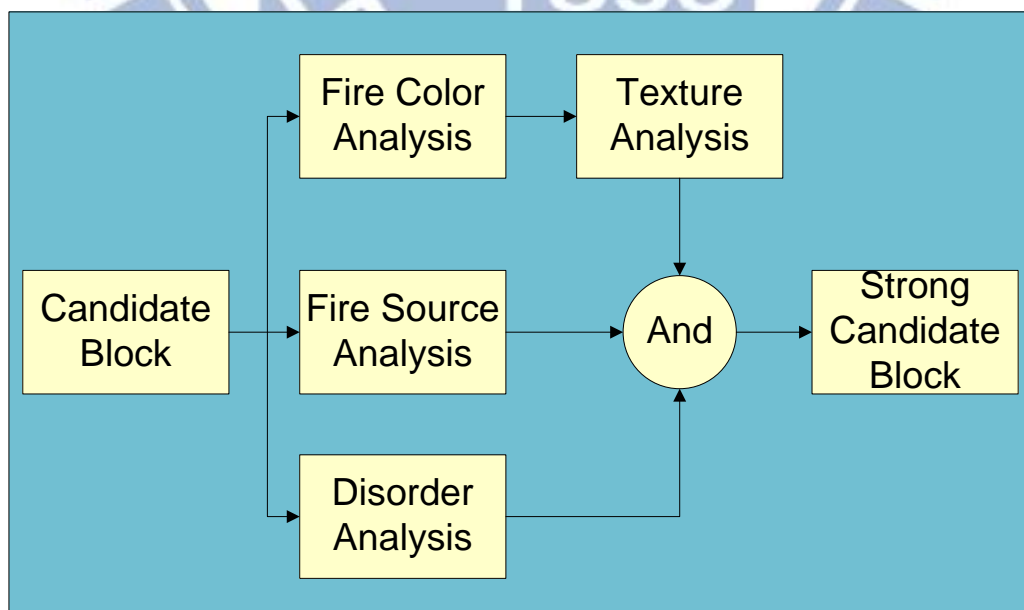 Fire Color
Analysis
Texture
Analysis
Candidate
Block
Fire Source
Analysis
And
Strong
Candidate
Block
Disorder
Analysis